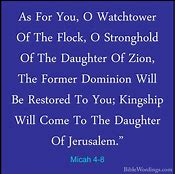 As For You, O Watchtower
Of The Flock, O Stronghold
Of The Daughter Of Zion,
The Former Dominion Will
Be Restored To You; Kingship
Will Come To The Daughter
Of Jerusalem.”
Micah 4-8
BibleWordings.com